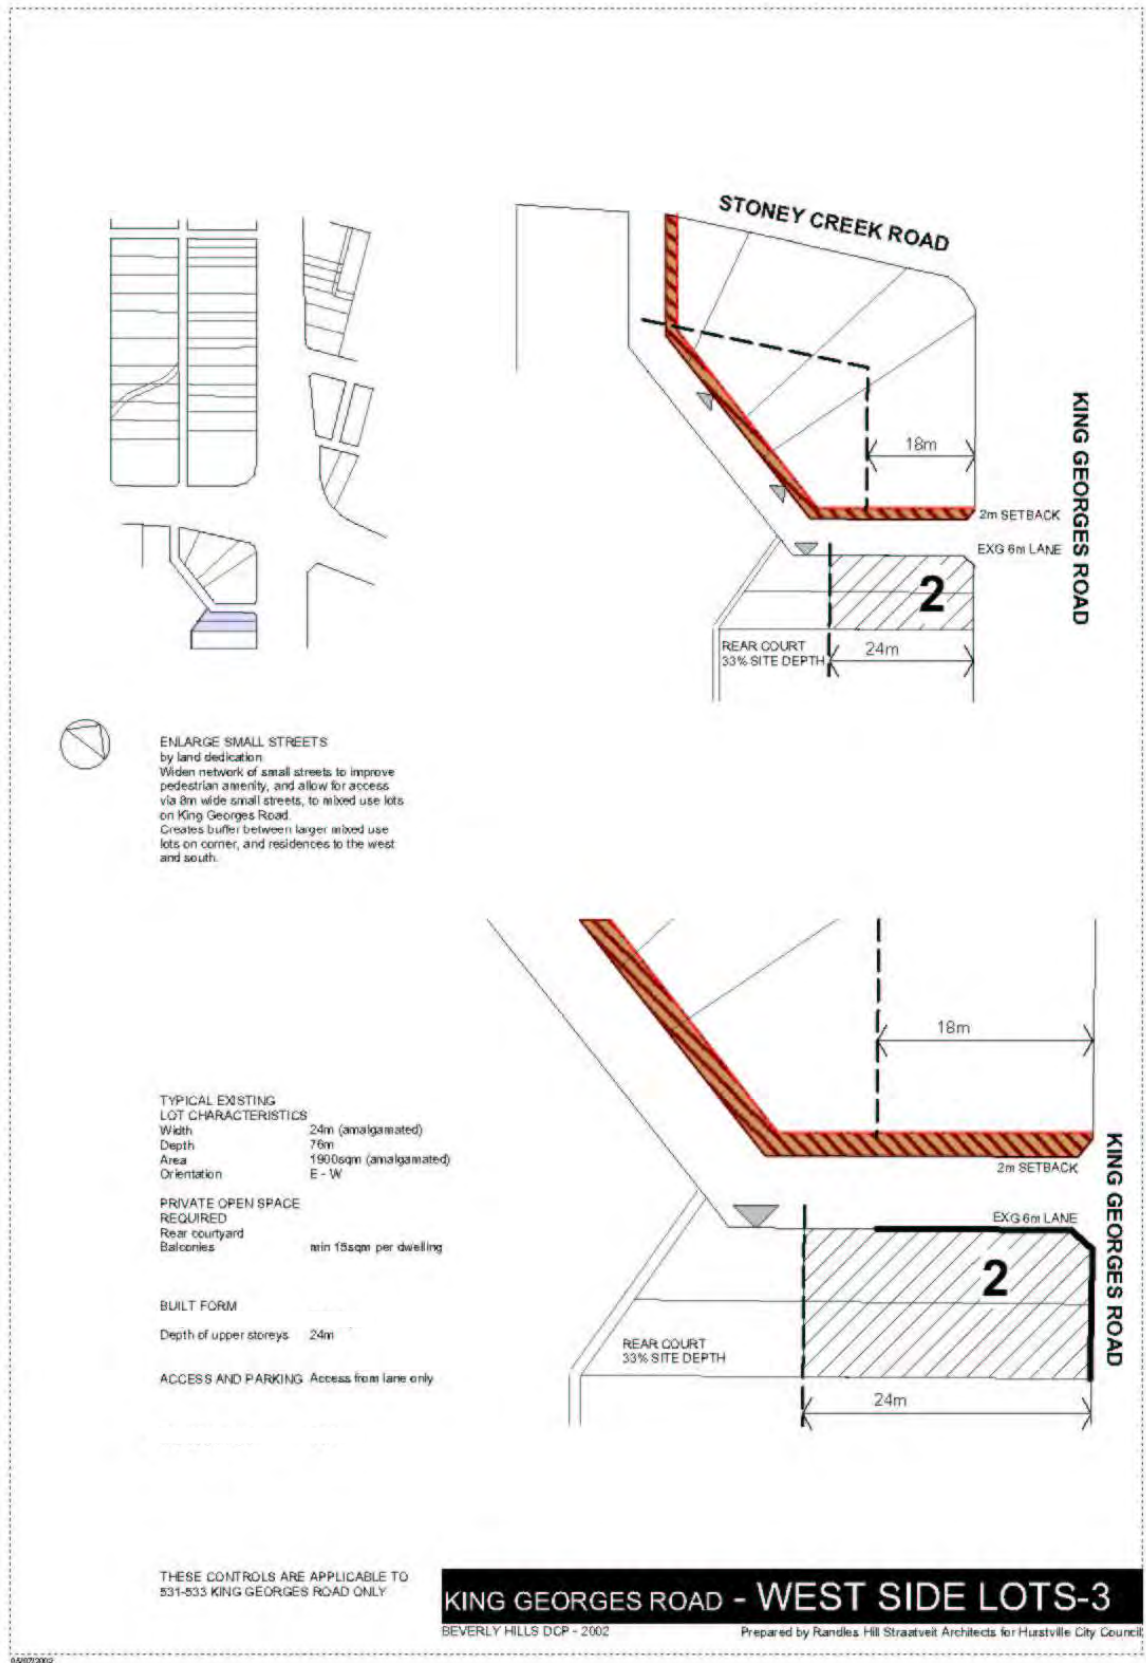 STONEY CREEK ROAD
KING GEORGES ROAD
18m
2m SETBACK
EXG 6m LANE
2
REAR COURT
33% SITE DEPTH
24m
ENLARGE SMALL STREETS
by land dedication
Widen network of small streets to improve
pedestrian amenity, and allow for access
via 8m wide small streets, to mixed use lots
on King Georges Road.
Creates buffer between larger mixed use
lots on corner, and residences to the west
and south.
18m
2m SETBACK
EXG 6m LANE
KING GEORGES ROAD
2
REAR COURT
33% SITE DEPTH
24m
TYPICAL EXISTING
LOT CHARACTERISTICS
Width 24m (amalgamated)
Depth 76m
Area 1900sqm (amalgamated)
Orientation E - W
PRIVATE OPEN SPACE
REQUIRED
Rear courtyard
Balconies min 15sqm per dwelling
BUILT FORM
Depth of upper storeys 24m
ACCESS AND PARKING Access from lane only
THESE CONTROLS ARE APPLICABLE TO
531-533 KING GEORGES ROAD ONLY
KING GEORGES ROAD - WEST SIDE LOTS-3
BEVERLY HILLS DCP - 2002 Prepared by Randles Hill Straatveit Architects for Hurstville City Council